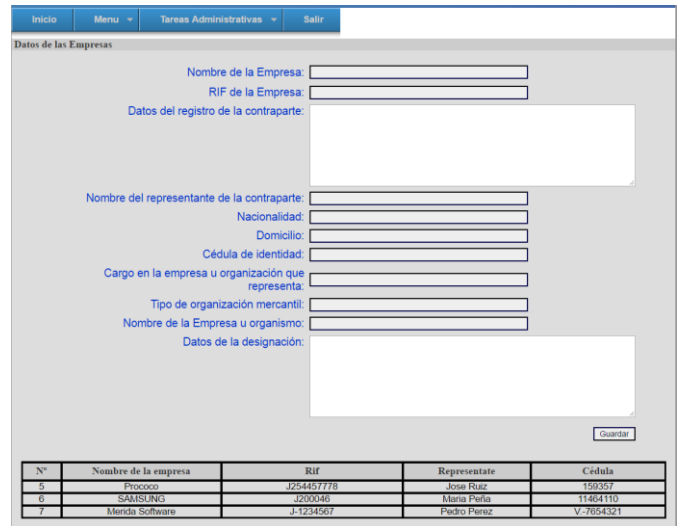 Inicio Menu Tareas Administrativas Salir
Datos de las Empresas
Nombre de la Empresa:
RIF de la Empresa:
Datos del registro de la contraparte:
Nombre del representante de la contraparte:
Nacionalidad:
Domicilio:
Cédula de identidad:
Cargo en la empresa u organización que
representa:
Tipo de organización mercantil:
Nombre de la Empresa u organismo:
Datos de la designación:
Guardar
Nº Nombre de la empresa Rif Representate Cédula
5 Prococo J254457778 Jose Ruiz 159357
6 SAMSUNG J200046 Maria Peña 11464110
7 Merida Software J-1234567 Pedro Perez V.-7654321